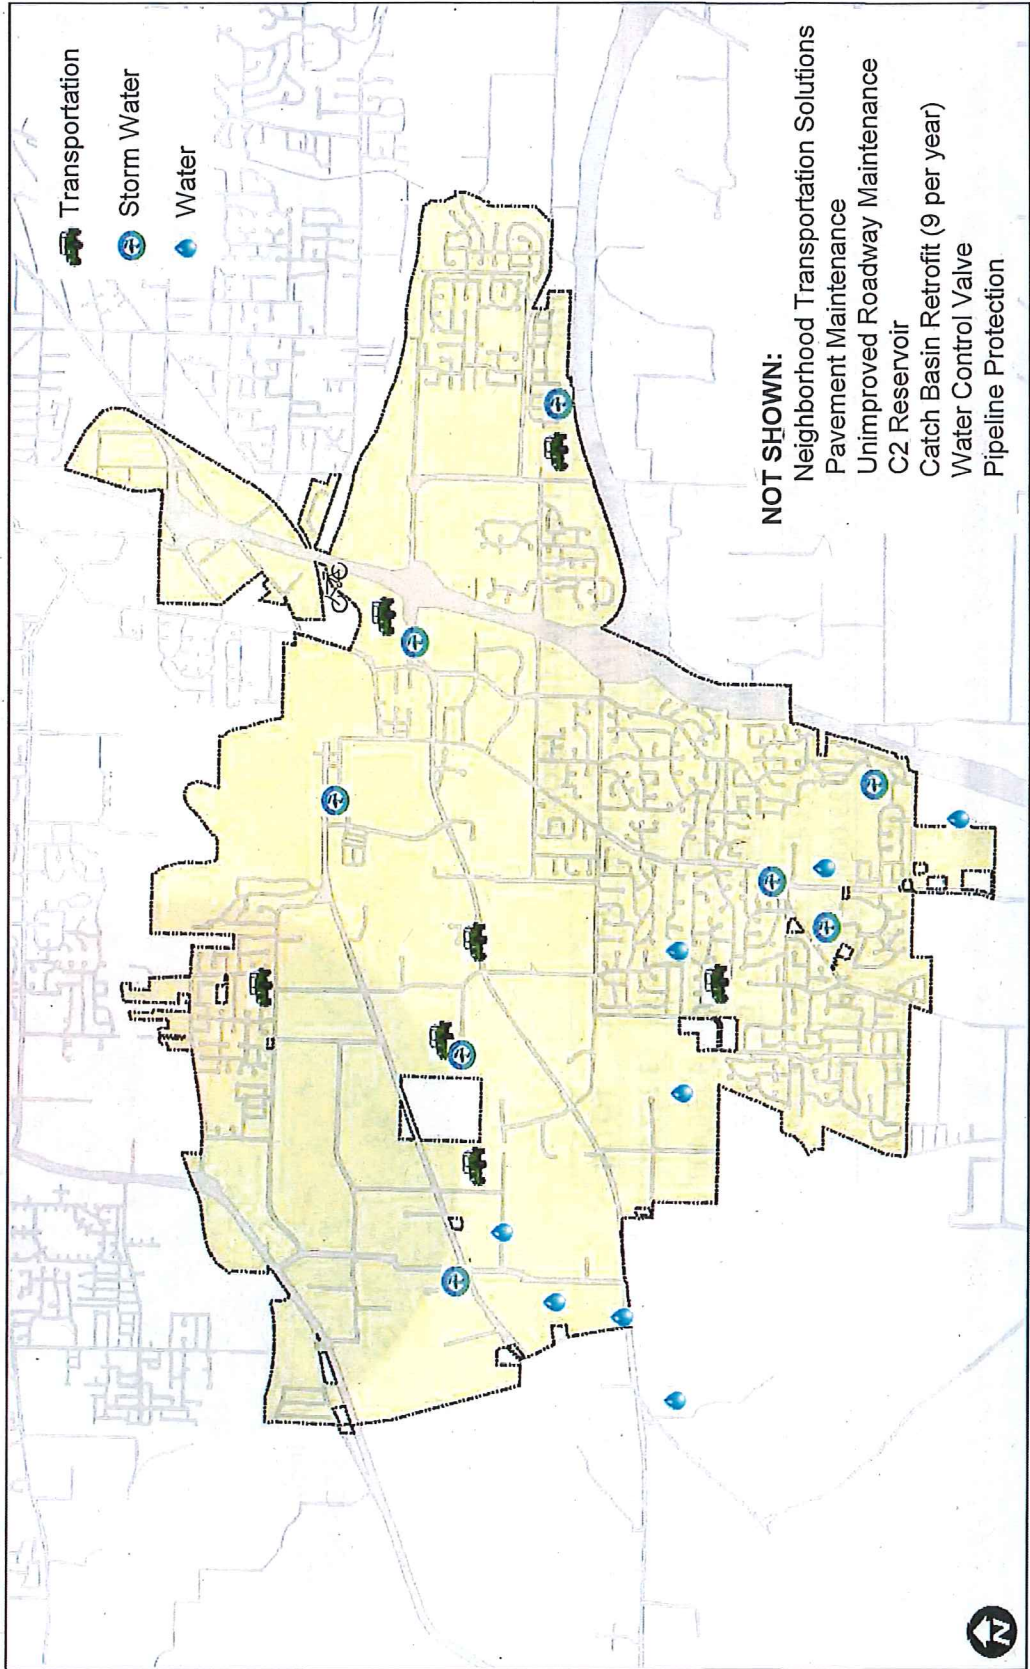 Transportation
Storm Water
Water
NOT SHOWN:
Neighborhood Transportation Solutions
Pavement Maintenance
Unimproved Roadway Maintenance
C2 Reservoir
Catch Basin Retrofit (9 per year)
Water Control Valve
Pipeline Protection
N